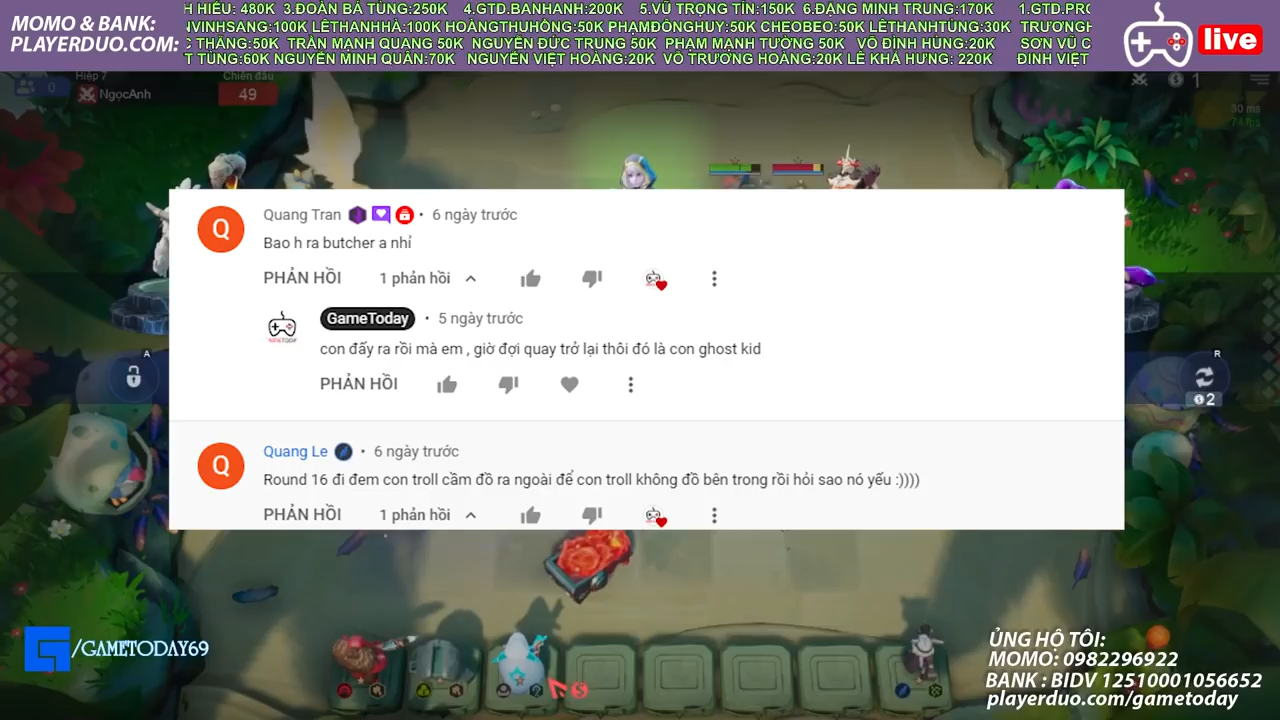 MOMO & BANK:
PLAYERDUO.COM:
H HIẾU: 480K 3.ĐOÀN BÁ TÙNG:250K 4.GTD.BANHANH:200K 5.VŨ TRỌNG TÍN:150K 6.ĐẶNG MINH TRUNG:170K 1.GTD.PRO
NVINHSANG:100K LÊTHANHHÀ:100K HOÀNGTHUHỒNG:50K PHẠMĐÔNGHUY:50K CHEOBEO:50K LÊTHANHTÙNG:30K TRƯƠNGH
C THẮNG:50K TRẦN MẠNH QUANG 50K NGUYỄN ĐỨC TRUNG 50K PHẠM MẠNH TƯỜNG 50K VÕ ĐÌNH HÙNG:20K SƠN VŨ C
T TÙNG:60K NGUYỄN MINH QUÂN:70K NGUYỄN VIỆT HOÀNG:20K VÕ TRƯỜNG HOÀNG:20K LÊ KHẢ HƯNG: 220K ĐINH VIỆT
live
0
Hiệp 7
NgọcAnh
Chiến đấu
49
1
30 ms
Quang Tran • 6 ngày trước
Bao h ra butcher a nhỉ
PHẢN HỒI 1 phản hồi
GameToday • 5 ngày trước
con đấy ra rồi mà em , giờ đợi quay trở lại thôi đó là con ghost kid
PHẢN HỒI
Quang Le • 6 ngày trước
Round 16 đi đem con troll cầm đồ ra ngoài để con troll không đồ bên trong rồi hỏi sao nó yếu :))))
PHẢN HỒI 1 phản hồi
A
R
2
/GAMETODAY69
ỦNG HỘ TÔI:
MOMO: 0982296922
BANK : BIDV 12510001056652
playerduo.com/gametoday